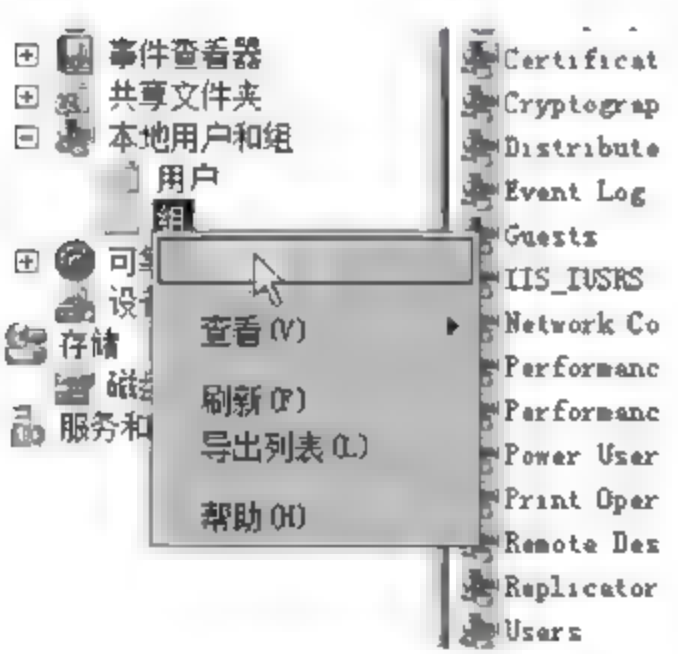 事件查看器
共享文件夹
本地用户和组
用户
组
可
设
存储
磁
服务和
查看(V)
刷新(F)
导出列表(L)
帮助(H)
Certificat
Cryptograp
Distribute
Event Log
Guests
IIS_IUSRS
Network Co
Performanc
Performanc
Power User
Print Oper
Remote Des
Replicator
Users